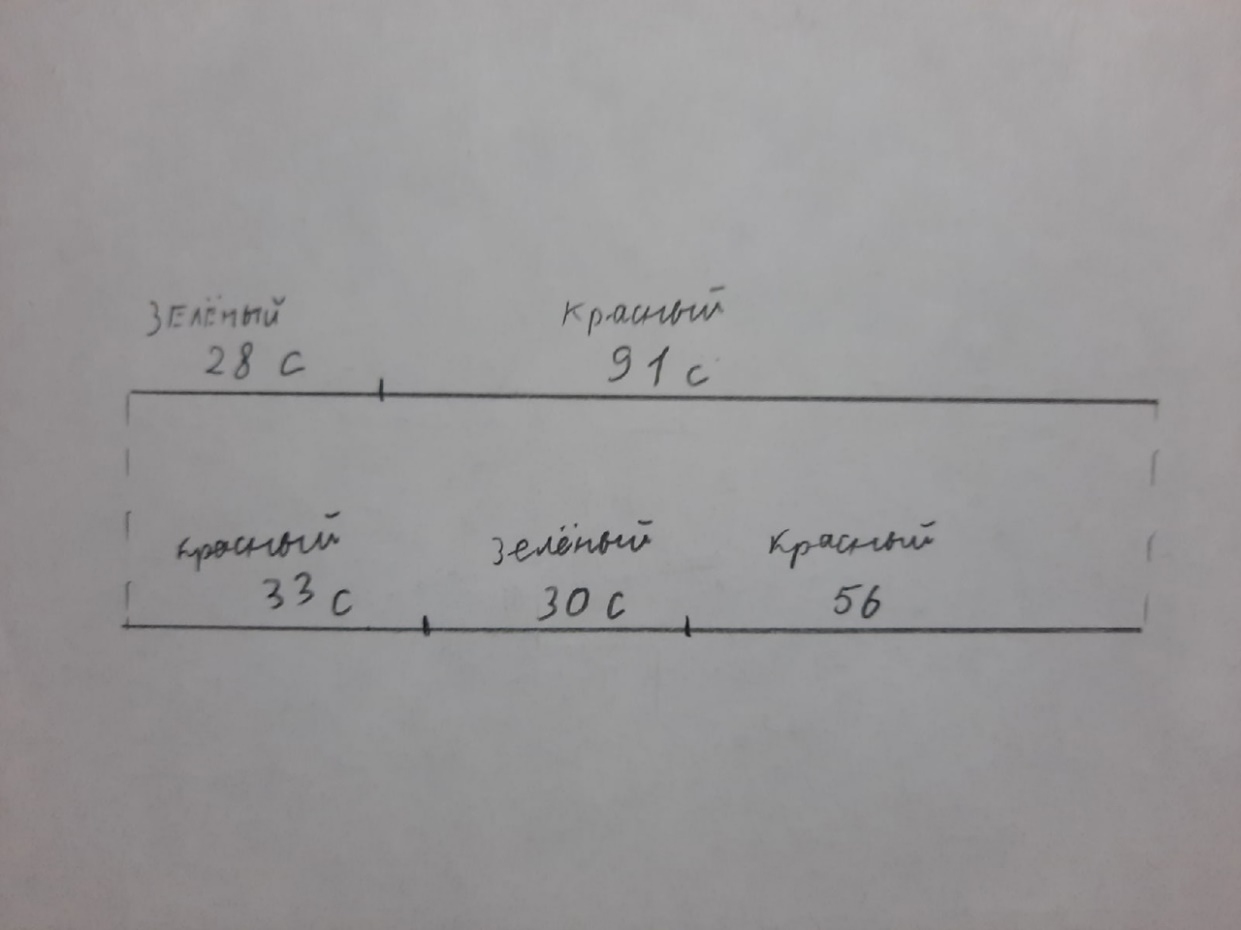 зелёный красный
28 с 91 с
красный зелёный красный
33 с 30 с 56